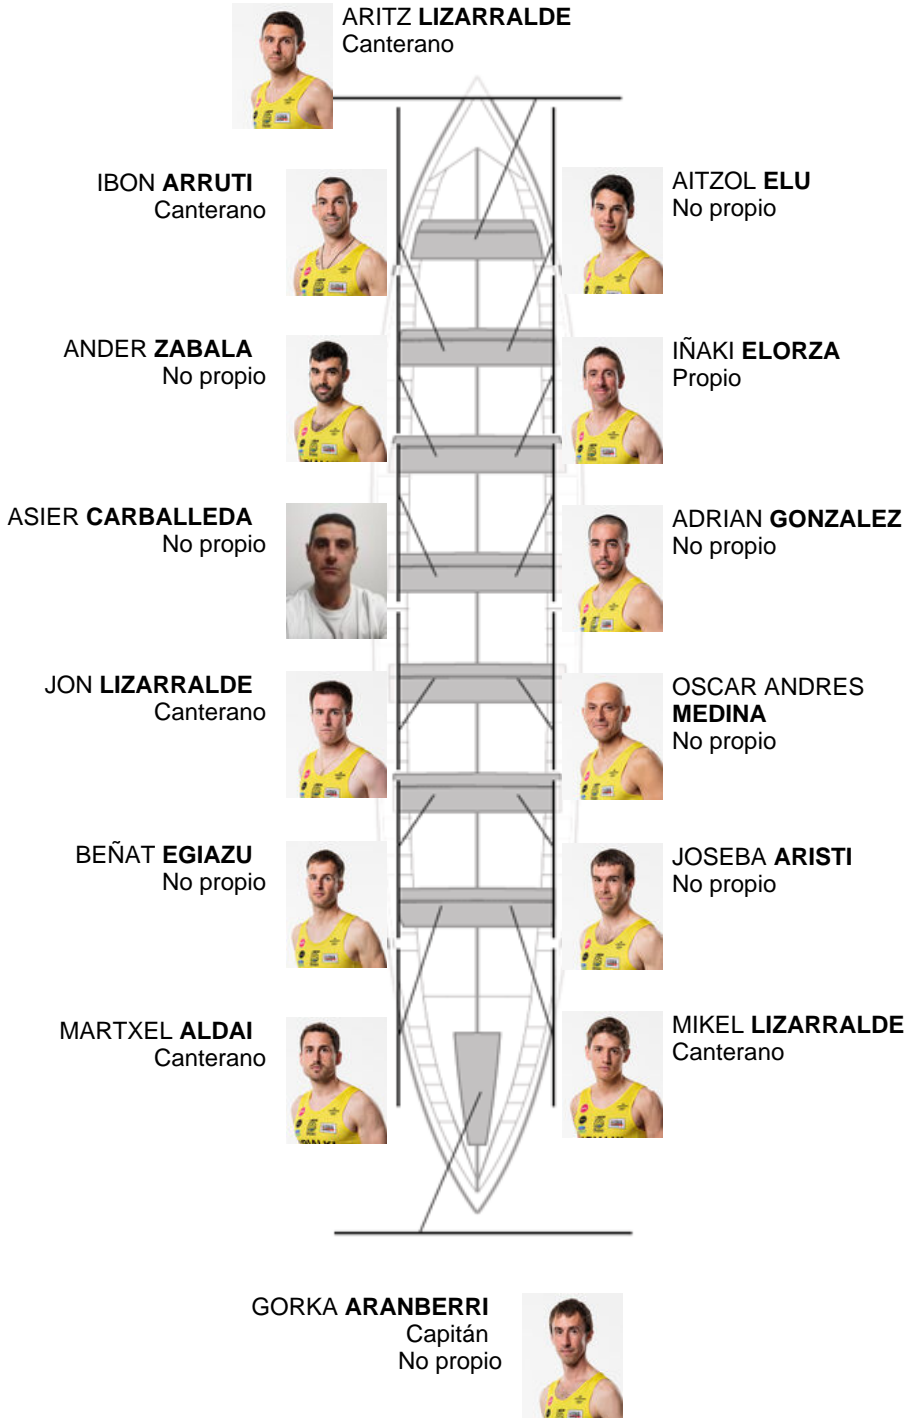 ARITZ LIZARRALDE
Canterano
IBON ARRUTI
Canterano
AITZOL ELU
No propio
ANDER ZABALA
No propio
IÑAKI ELORZA
Propio
ASIER CARBALLEDA
No propio
ADRIAN GONZALEZ
No propio
JON LIZARRALDE
Canterano
OSCAR ANDRES
MEDINA
No propio
BEÑAT EGIAZU
No propio
JOSEBA ARISTI
No propio
MARTXEL ALDAI
Canterano
MIKEL LIZARRALDE
Canterano
GORKA ARANBERRI
Capitán
No propio